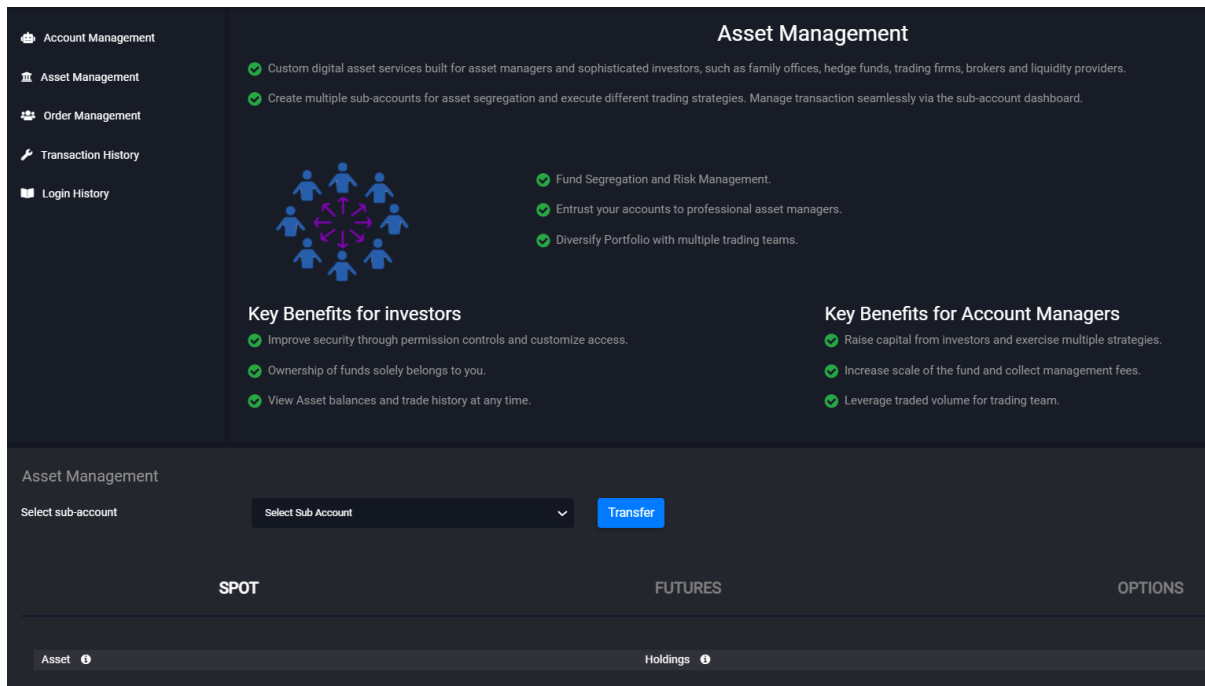 Account Management
Asset Management
Order Management
Transaction History
Login History
Asset Management
Custom digital asset services built for asset managers and sophisticated investors, such as family offices, hedge funds, trading firms, brokers and liquidity providers.
Create multiple sub-accounts for asset segregation and execute different trading strategies. Manage transaction seamlessly via the sub-account dashboard.
Fund Segregation and Risk Management.
Entrust your accounts to professional asset managers.
Diversify Portfolio with multiple trading teams.
Key Benefits for investors
Improve security through permission controls and customize access.
Ownership of funds solely belongs to you.
View Asset balances and trade history at any time.
Key Benefits for Account Managers
Raise capital from investors and exercise multiple strategies.
Increase scale of the fund and collect management fees.
Leverage traded volume for trading team.
Asset Management
Select sub-account Select Sub Account Transfer
SPOT FUTURES OPTIONS
Asset Holdings